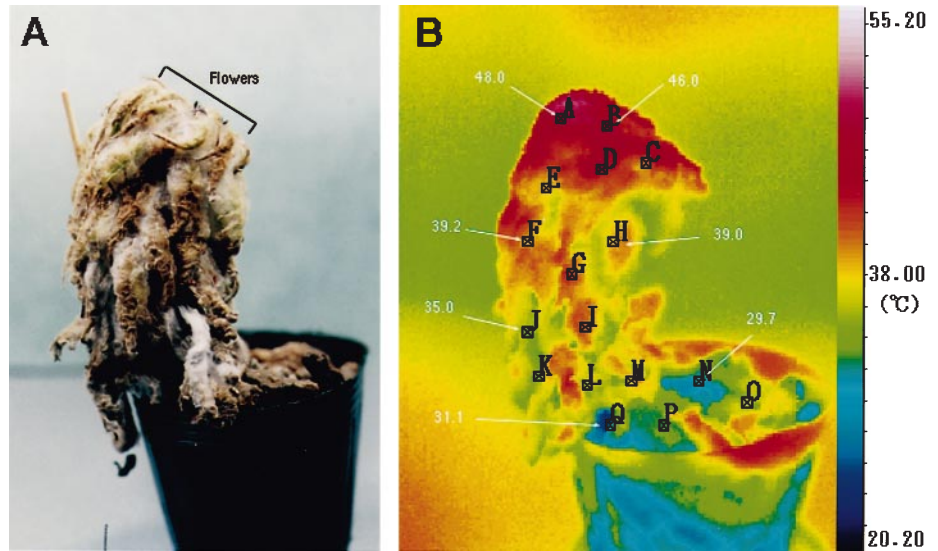 A
Flowers
B
55.20
48.0
46.0
A
B
C
D
E
39.2
F
H
39.0
G
38.00
(℃)
35.0
J
I
29.7
K
L
M
N
O
31.1
Q
P
20.20